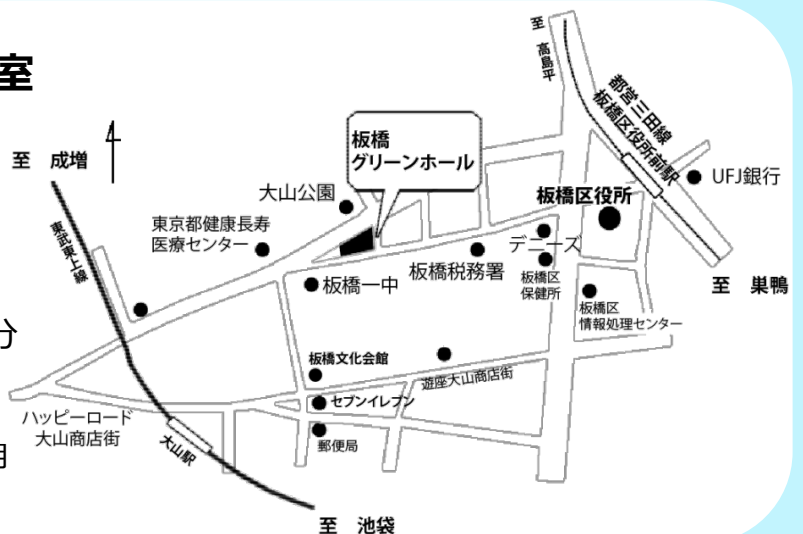 室
至 高島平
都営三田線
板橋区役所前駅
板橋
グリーンホール
至 成増
UFJ銀行
大山公園
板橋区役所
東京都健康長寿
医療センター
東武東上線
デニーズ
板橋税務署
板橋一中
板橋区
保健所
至 巣鴨
板橋区
情報処理センター
分
板橋文化会館
遊座大山商店街
セブンイレブン
ハッピーロード
大山商店街
大山駅
郵便局
至 池袋